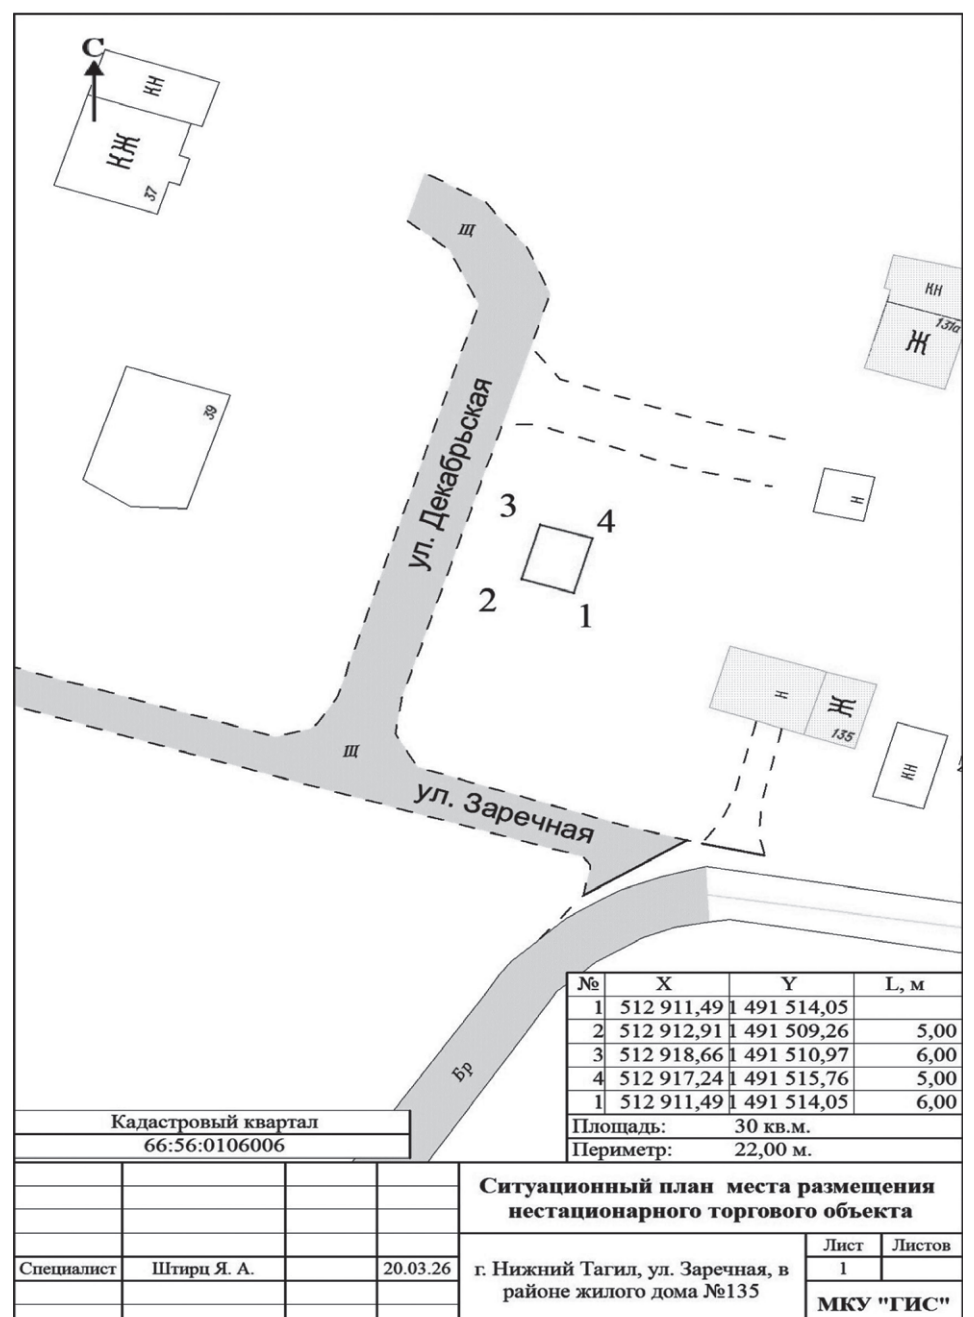 С
КН
КЖ
37
Щ
КН
131а
Ж
39
ул. Декабрьская
Н
3
4
2
1
Н
Ж
135
КН
Щ
ул. Заречная
Бр
№ X Y L, м
1 512 911,49 1 491 514,05
2 512 912,91 1 491 509,26 5,00
3 512 918,66 1 491 510,97 6,00
4 512 917,24 1 491 515,76 5,00
1 512 911,49 1 491 514,05 6,00
Площадь: 30 кв.м.
Периметр: 22,00 м.
Кадастровый квартал
66:56:0106006
Ситуационный план места размещения
нестационарного торгового объекта
Специалист Штирц Я. А. 20.03.26
г. Нижний Тагил, ул. Заречная, в
районе жилого дома №135
Лист Листов
1
МКУ "ГИС"